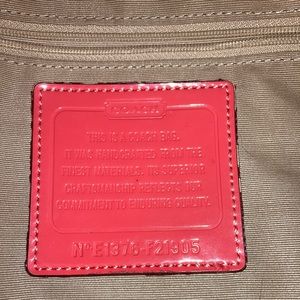 COACH
THIS IS A COACH BAG.
IT WAS HANDCRAFTED FROM THE
FINEST MATERIALS. ITS SUPERIOR
CRAFTSMANSHIP REFLECTS OUR
COMMITMENT TO ENDURING QUALITY.
Nº E1376-F21905